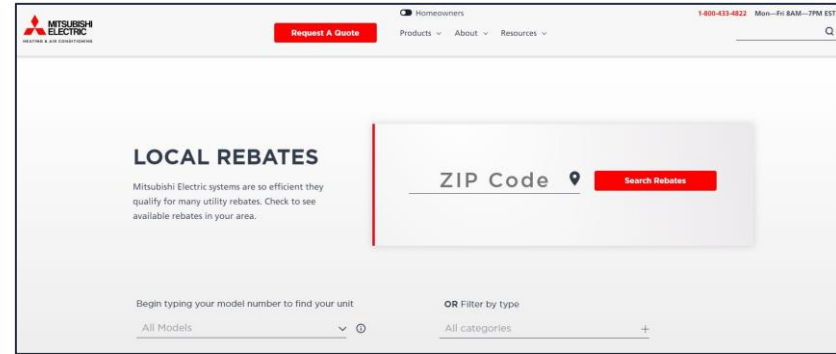 MITSUBISHI
ELECTRIC
HEATING & AIR CONDITIONING
Request A Quote
Homeowners
Products
About
Resources
1-800-433-4822 Mon—Fri 8AM—7PM EST
LOCAL REBATES
Mitsubishi Electric systems are so efficient they
qualify for many utility rebates. Check to see
available rebates in your area.
ZIP Code
Search Rebates
Begin typing your model number to find your unit
All Models
OR Filter by type
All categories